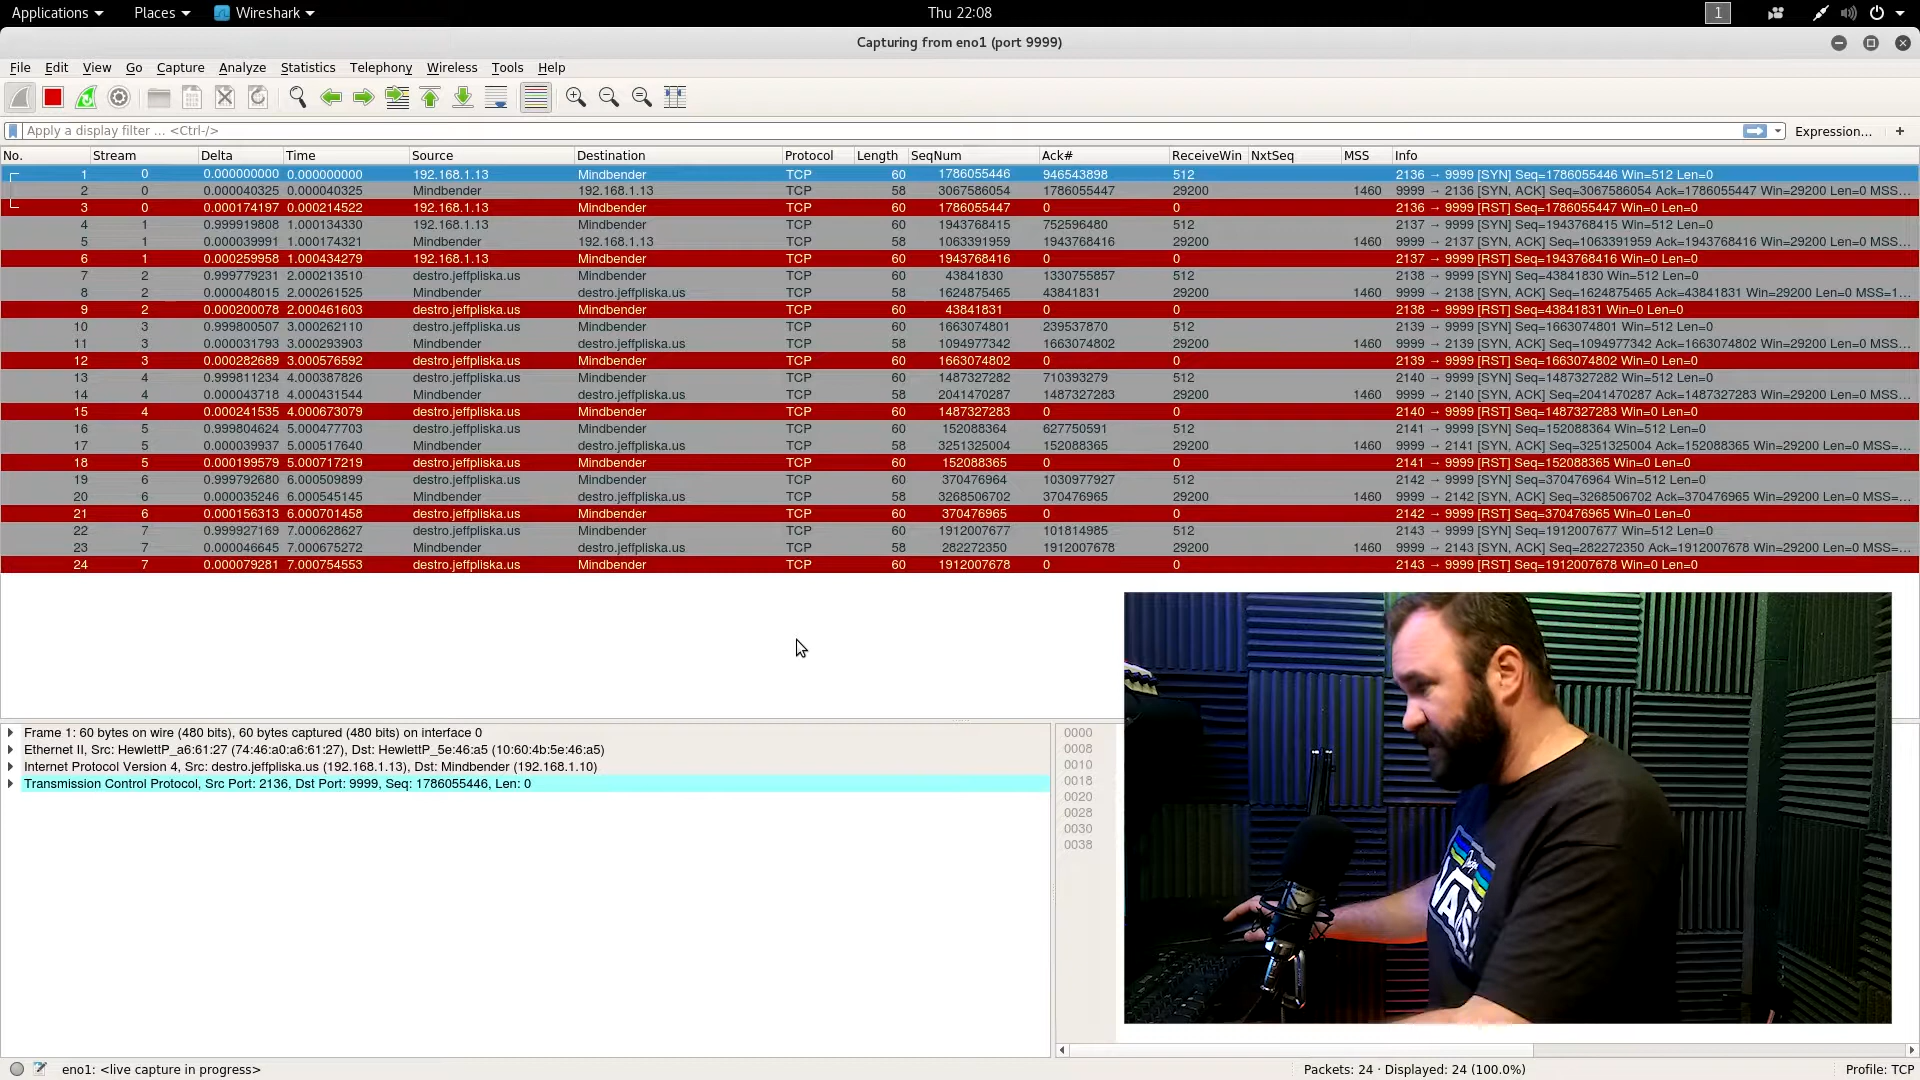 Applications Places Wireshark Thu 22:08 1
Capturing from eno1 (port 9999)
File Edit View Go Capture Analyze Statistics Telephony Wireless Tools Help
Apply a display filter ... <Ctrl-/> Expression... +
No. Stream Delta Time Source Destination Protocol Length SeqNum Ack# ReceiveWin NxtSeq MSS Info
1 0 0.000000000 0.000000000 192.168.1.13 Mindbender TCP 60 1786055446 946543898 512 2136 → 9999 [SYN] Seq=1786055446 Win=512 Len=0
2 0 0.000040325 0.000040325 Mindbender 192.168.1.13 TCP 58 3067586054 1786055447 29200 1460 9999 → 2136 [SYN, ACK] Seq=3067586054 Ack=1786055447 Win=29200 Len=0 MSS...
3 0 0.000174197 0.000214522 192.168.1.13 Mindbender TCP 60 1786055447 0 0 2136 → 9999 [RST] Seq=1786055447 Win=0 Len=0
4 1 0.999919808 1.000134330 192.168.1.13 Mindbender TCP 60 1943768415 752596480 512 2137 → 9999 [SYN] Seq=1943768415 Win=512 Len=0
5 1 0.000039991 1.000174321 Mindbender 192.168.1.13 TCP 58 1063391959 1943768416 29200 1460 9999 → 2137 [SYN, ACK] Seq=1063391959 Ack=1943768416 Win=29200 Len=0 MSS...
6 1 0.000259958 1.000434279 192.168.1.13 Mindbender TCP 60 1943768416 0 0 2137 → 9999 [RST] Seq=1943768416 Win=0 Len=0
7 2 0.999779231 2.000213510 destro.jeffpliska.us Mindbender TCP 60 43841830 1330755857 512 2138 → 9999 [SYN] Seq=43841830 Win=512 Len=0
8 2 0.000048015 2.000261525 Mindbender destro.jeffpliska.us TCP 58 1624875465 43841831 29200 1460 9999 → 2138 [SYN, ACK] Seq=1624875465 Ack=43841831 Win=29200 Len=0 MSS=1...
9 2 0.000200078 2.000461603 destro.jeffpliska.us Mindbender TCP 60 43841831 0 0 2138 → 9999 [RST] Seq=43841831 Win=0 Len=0
10 3 0.999800507 3.000262110 destro.jeffpliska.us Mindbender TCP 60 1663074801 239537870 512 2139 → 9999 [SYN] Seq=1663074801 Win=512 Len=0
11 3 0.000031793 3.000293903 Mindbender destro.jeffpliska.us TCP 58 1094977342 1663074802 29200 1460 9999 → 2139 [SYN, ACK] Seq=1094977342 Ack=1663074802 Win=29200 Len=0 MSS...
12 3 0.000282689 3.000576592 destro.jeffpliska.us Mindbender TCP 60 1663074802 0 0 2139 → 9999 [RST] Seq=1663074802 Win=0 Len=0
13 4 0.999811234 4.000387826 destro.jeffpliska.us Mindbender TCP 60 1487327282 710393279 512 2140 → 9999 [SYN] Seq=1487327282 Win=512 Len=0
14 4 0.000043718 4.000431544 Mindbender destro.jeffpliska.us TCP 58 2041470287 1487327283 29200 1460 9999 → 2140 [SYN, ACK] Seq=2041470287 Ack=1487327283 Win=29200 Len=0 MSS...
15 4 0.000241535 4.000673079 destro.jeffpliska.us Mindbender TCP 60 1487327283 0 0 2140 → 9999 [RST] Seq=1487327283 Win=0 Len=0
16 5 0.999804624 5.000477703 destro.jeffpliska.us Mindbender TCP 60 152088364 627750591 512 2141 → 9999 [SYN] Seq=152088364 Win=512 Len=0
17 5 0.000039937 5.000517640 Mindbender destro.jeffpliska.us TCP 58 3251325004 152088365 29200 1460 9999 → 2141 [SYN, ACK] Seq=3251325004 Ack=152088365 Win=29200 Len=0 MSS=...
18 5 0.000199579 5.000717219 destro.jeffpliska.us Mindbender TCP 60 152088365 0 0 2141 → 9999 [RST] Seq=152088365 Win=0 Len=0
19 6 0.999792680 6.000509899 destro.jeffpliska.us Mindbender TCP 60 370476964 1030977927 512 2142 → 9999 [SYN] Seq=370476964 Win=512 Len=0
20 6 0.000035246 6.000545145 Mindbender destro.jeffpliska.us TCP 58 3268506702 370476965 29200 1460 9999 → 2142 [SYN, ACK] Seq=3268506702 Ack=370476965 Win=29200 Len=0 MSS=...
21 6 0.000156313 6.000701458 destro.jeffpliska.us Mindbender TCP 60 370476965 0 0 2142 → 9999 [RST] Seq=370476965 Win=0 Len=0
22 7 0.999927169 7.000628627 destro.jeffpliska.us Mindbender TCP 60 1912007677 101814985 512 2143 → 9999 [SYN] Seq=1912007677 Win=512 Len=0
23 7 0.000046645 7.000675272 Mindbender destro.jeffpliska.us TCP 58 282272350 1912007678 29200 1460 9999 → 2143 [SYN, ACK] Seq=282272350 Ack=1912007678 Win=29200 Len=0 MSS=...
24 7 0.000079281 7.000754553 destro.jeffpliska.us Mindbender TCP 60 1912007678 0 0 2143 → 9999 [RST] Seq=1912007678 Win=0 Len=0
Frame 1: 60 bytes on wire (480 bits), 60 bytes captured (480 bits) on interface 0
Ethernet II, Src: HewlettP_a6:61:27 (74:46:a0:a6:61:27), Dst: HewlettP_5e:46:a5 (10:60:4b:5e:46:a5)
Internet Protocol Version 4, Src: destro.jeffpliska.us (192.168.1.13), Dst: Mindbender (192.168.1.10)
Transmission Control Protocol, Src Port: 2136, Dst Port: 9999, Seq: 1786055446, Len: 0
0000
0008
0010
0018
0020
0028
0030
0038
eno1: <live capture in progress> Packets: 24 · Displayed: 24 (100.0%) Profile: TCP